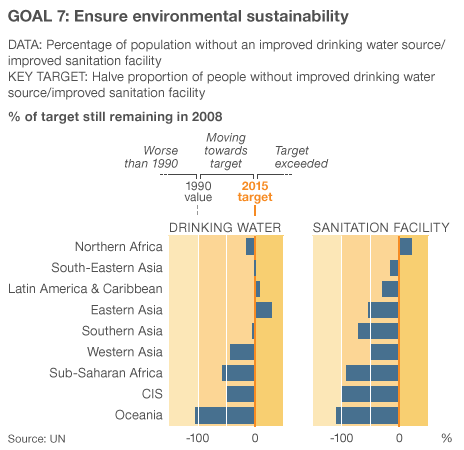 GOAL 7: Ensure environmental sustainability
DATA: Percentage of population without an improved drinking water source/
improved sanitation facility
KEY TARGET: Halve proportion of people without improved drinking water
source/improved sanitation facility
% of target still remaining in 2008
Worse
than 1990
Moving
towards
target
Target
exceeded
1990
value
2015
target
DRINKING WATER
SANITATION FACILITY
Northern Africa
South-Eastern Asia
Latin America & Caribbean
Eastern Asia
Southern Asia
Western Asia
Sub-Saharan Africa
CIS
Oceania
Source: UN
-100 0 -100 0 %